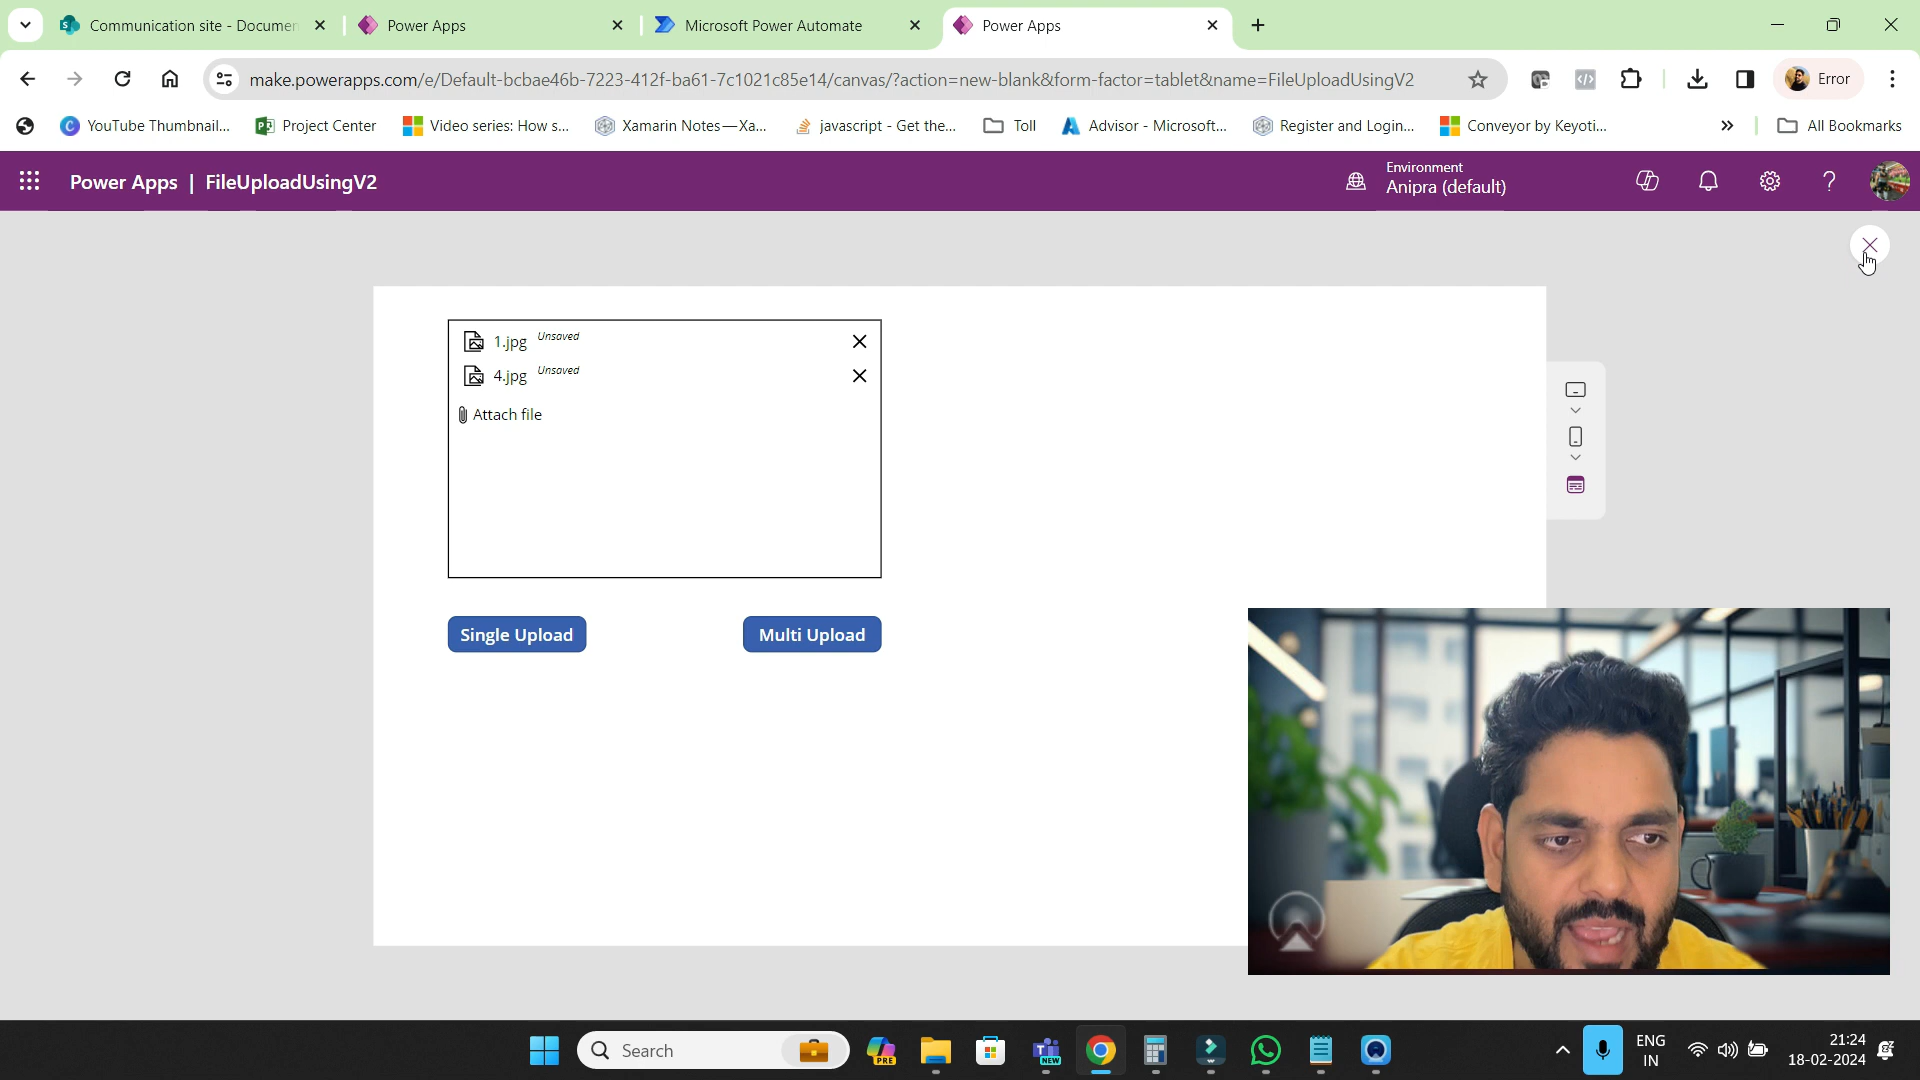 Communication site - Documen
Power Apps
Microsoft Power Automate
Power Apps
make.powerapps.com/e/Default-bcbae46b-7223-412f-ba61-7c1021c85e14/canvas/?action=new-blank&form-factor=tablet&name=FileUploadUsingV2
Error
YouTube Thumbnail...
Project Center
Video series: How s...
Xamarin Notes—Xa...
javascript - Get the...
Toll
Advisor - Microsoft...
Register and Login...
Conveyor by Keyoti...
All Bookmarks
Power Apps | FileUploadUsingV2
Environment
Anipra (default)
1.jpg Unsaved
4.jpg Unsaved
Attach file
Single Upload
Multi Upload
Search
PRE
NEW
ENG
IN
21:24
18-02-2024